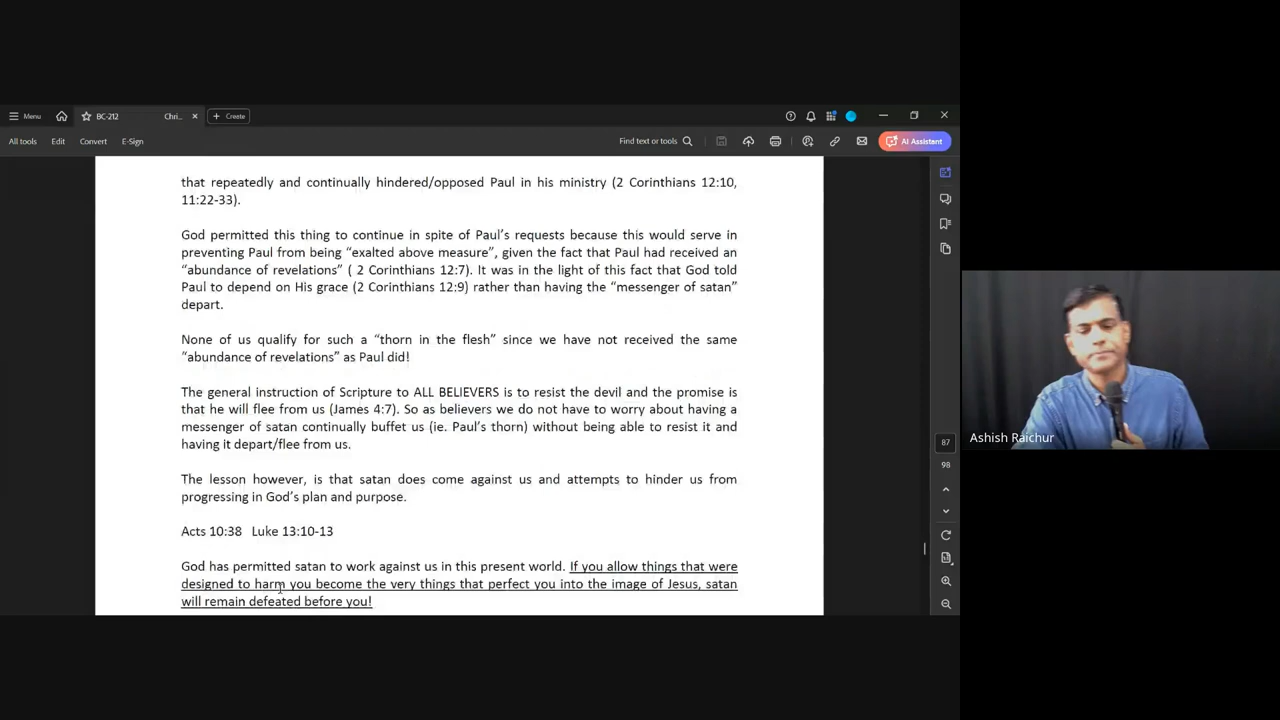 Menu
BC-212 Chri...
Create
All tools Edit Convert E-Sign
Find text or tools
AI Assistant
that repeatedly and continually hindered/opposed Paul in his ministry (2 Corinthians 12:10,
11:22-33).
God permitted this thing to continue in spite of Paul's requests because this would serve in
preventing Paul from being “exalted above measure”, given the fact that Paul had received an
“abundance of revelations” ( 2 Corinthians 12:7). It was in the light of this fact that God told
Paul to depend on His grace (2 Corinthians 12:9) rather than having the “messenger of satan”
depart.
None of us qualify for such a “thorn in the flesh” since we have not received the same
“abundance of revelations” as Paul did!
The general instruction of Scripture to ALL BELIEVERS is to resist the devil and the promise is
that he will flee from us (James 4:7). So as believers we do not have to worry about having a
messenger of satan continually buffet us (ie. Paul's thorn) without being able to resist it and
having it depart/flee from us.
The lesson however, is that satan does come against us and attempts to hinder us from
progressing in God's plan and purpose.
Acts 10:38 Luke 13:10-13
God has permitted satan to work against us in this present world. If you allow things that were
designed to harm you become the very things that perfect you into the image of Jesus, satan
will remain defeated before you!
87
98
Ashish Raichur